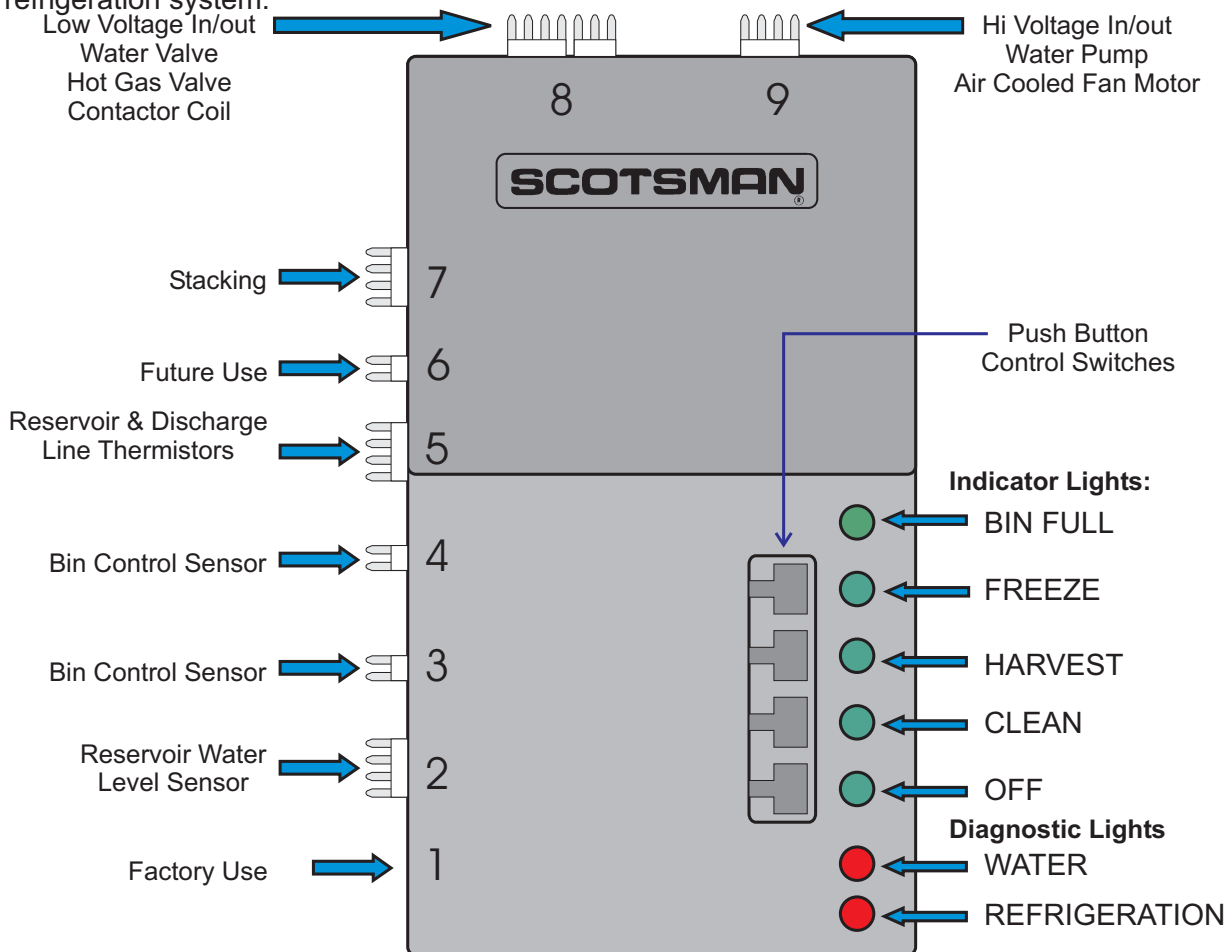 refrigeration system.
Low Voltage In/out
Water Valve
Hot Gas Valve
Contactor Coil
Hi Voltage In/out
Water Pump
Air Cooled Fan Motor
8
9
SCOTSMAN
®
Stacking
7
Future Use
6
Reservoir & Discharge
Line Thermistors
5
Bin Control Sensor
4
Bin Control Sensor
3
Reservoir Water
Level Sensor
2
Factory Use
1
Push Button
Control Switches
Indicator Lights:
BIN FULL
FREEZE
HARVEST
CLEAN
OFF
Diagnostic Lights
WATER
REFRIGERATION